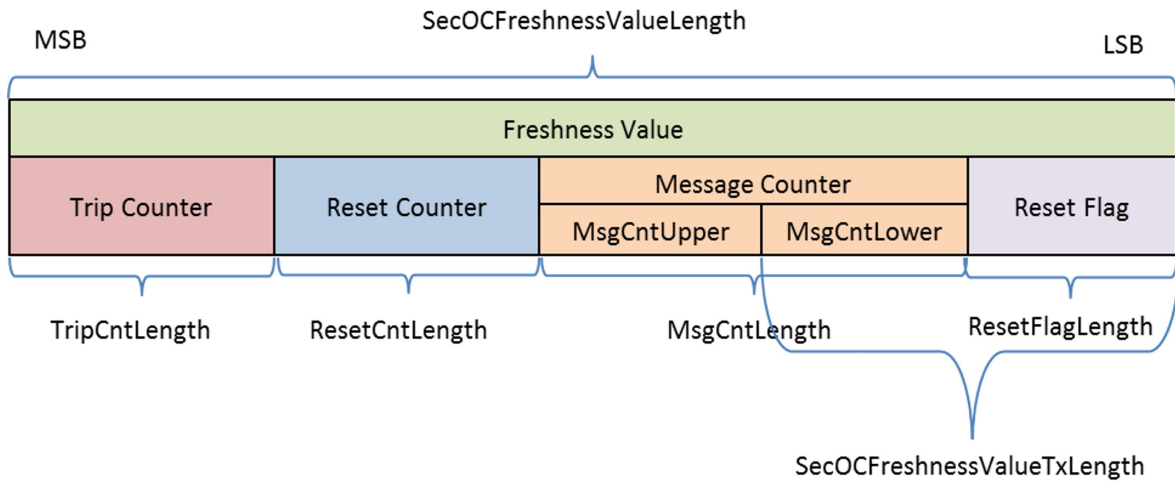 SecOCFreshnessValueLength
MSB
LSB
Freshness Value
Trip Counter
Reset Counter
Message Counter
MsgCntUpper
MsgCntLower
Reset Flag
TripCntLength
ResetCntLength
MsgCntLength
ResetFlagLength
SecOCFreshnessValueTxLength